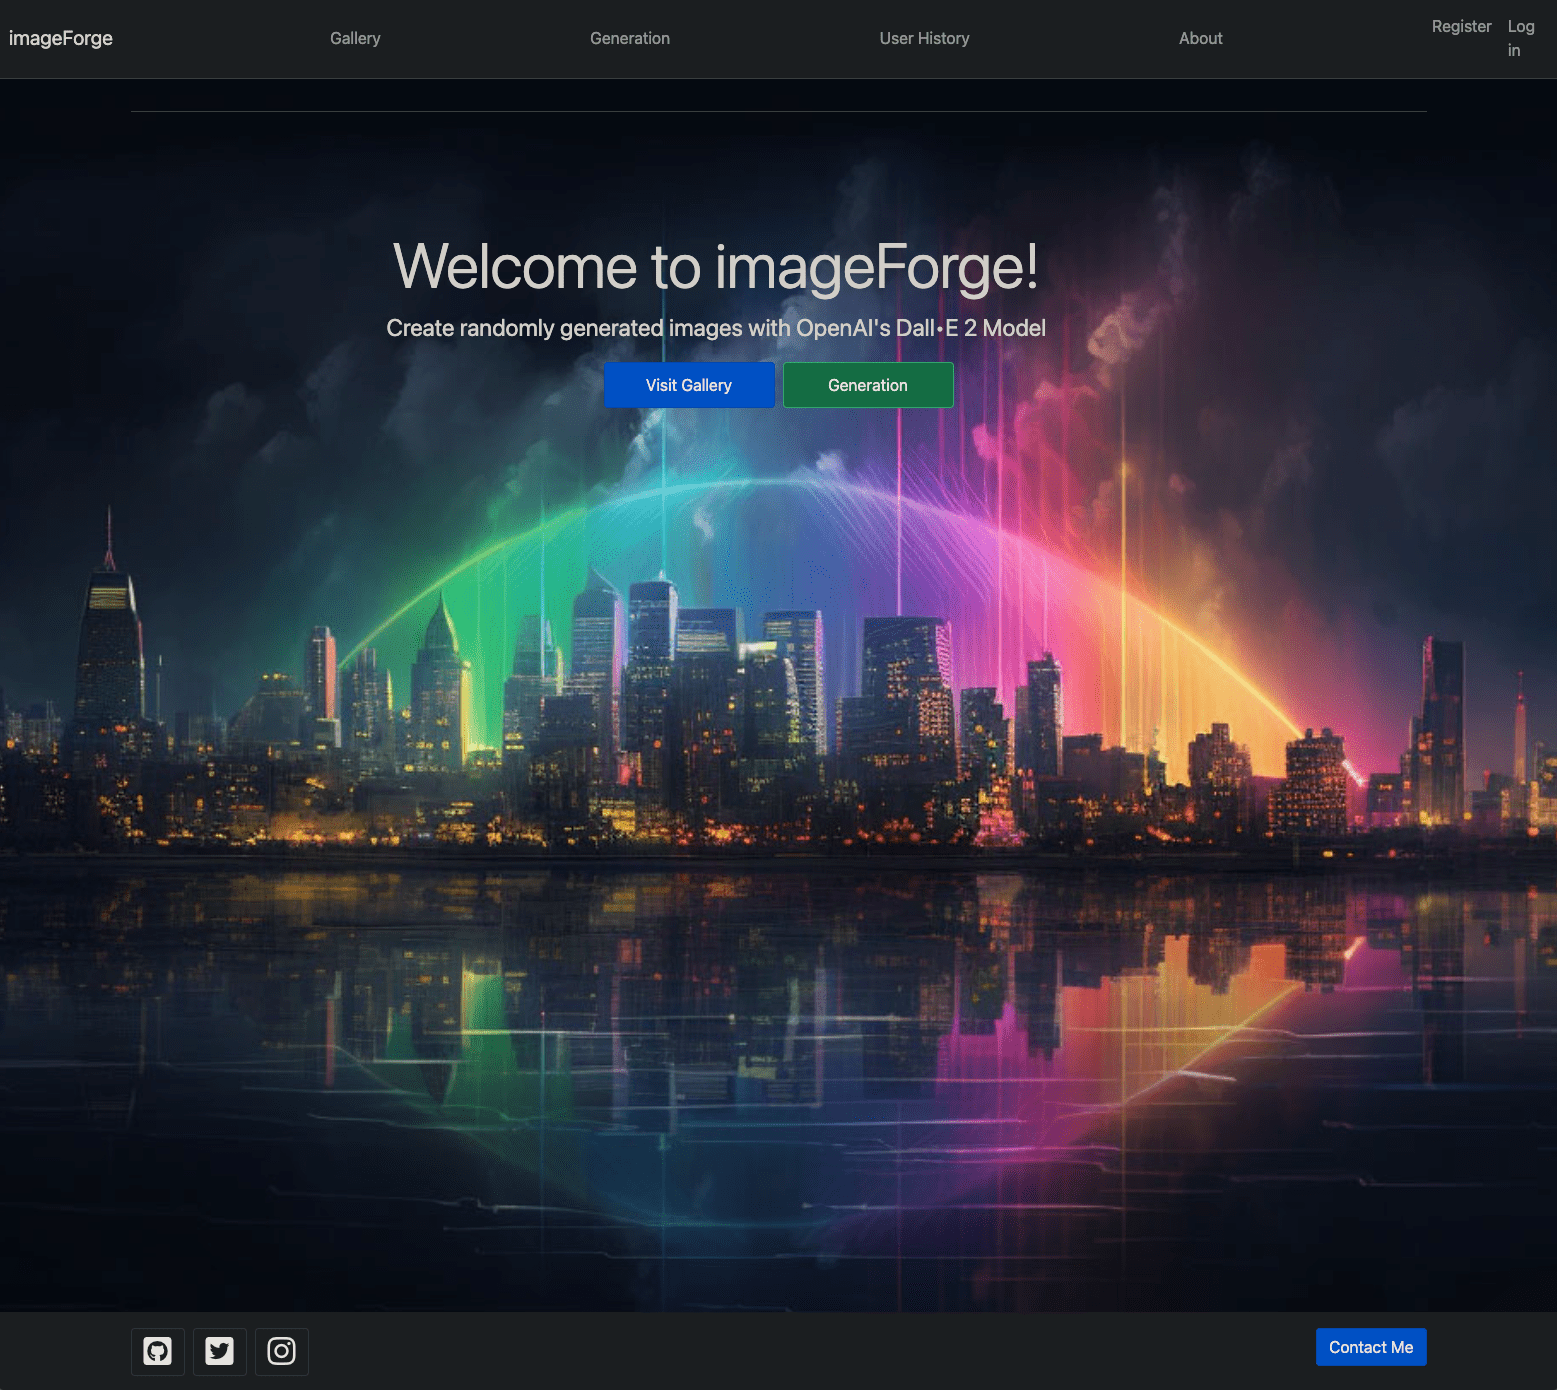 imageForge
Gallery
Generation
User History
About
Register
Log
in
Welcome to imageForge!
Create randomly generated images with OpenAI's Dall•E 2 Model
Visit Gallery
Generation
Contact Me